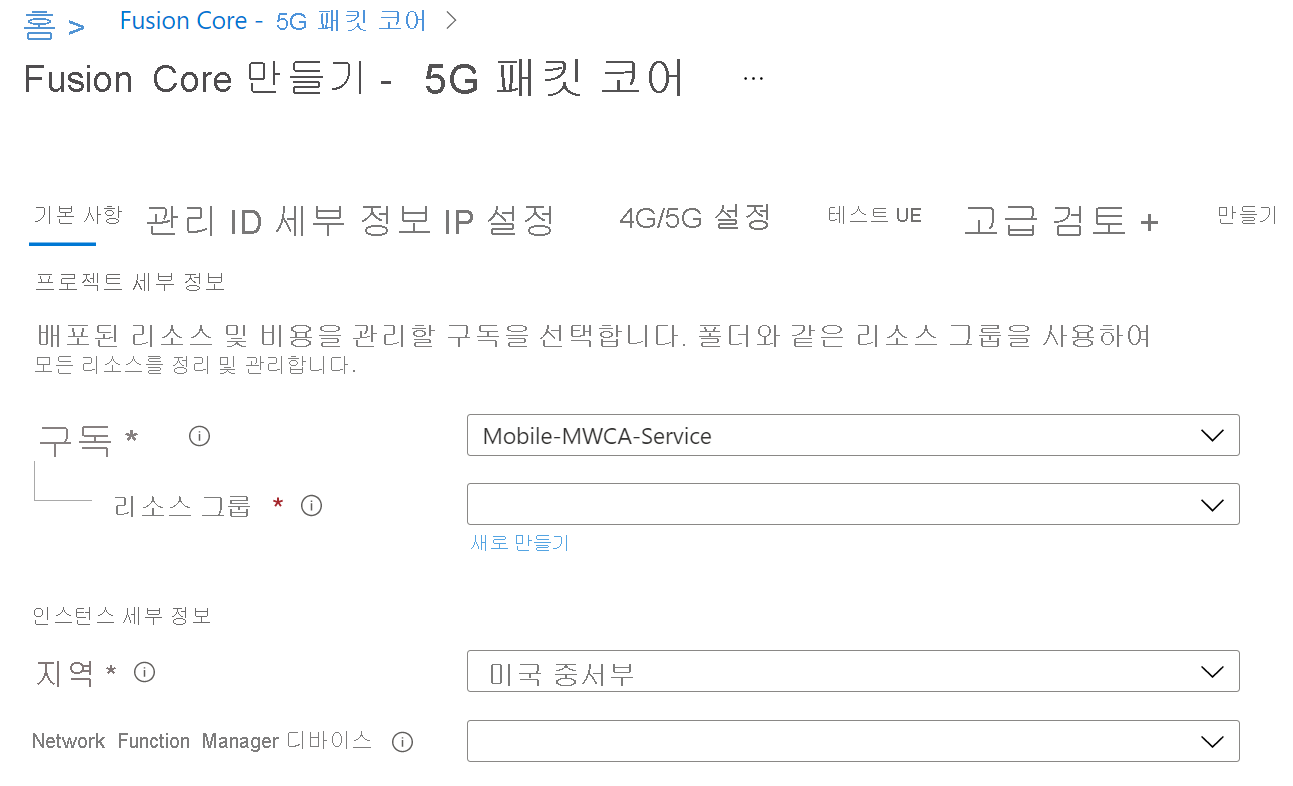 홈 > Fusion Core - 5G 패킷 코어 >
Fusion Core 만들기 - 5G 패킷 코어 ...
기본 사항 관리 ID 세부 정보 IP 설정 4G/5G 설정 테스트 UE 고급 검토 + 만들기
프로젝트 세부 정보
배포된 리소스 및 비용을 관리할 구독을 선택합니다. 폴더와 같은 리소스 그룹을 사용하여
모든 리소스를 정리 및 관리합니다.
구독 * Mobile-MWCA-Service
리소스 그룹 *
새로 만들기
인스턴스 세부 정보
지역 * 미국 중서부
Network Function Manager 디바이스